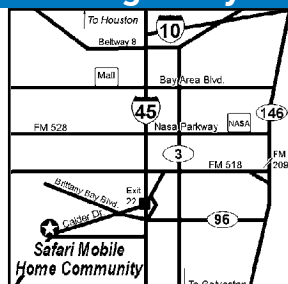 To Houston
10
Beltway 8
Mall
Bay Area Blvd.
45
146
FM 528
Nasa Parkway
NASA
3
FM 518
FM
209
Brittany Bay Blvd.
Exit
22
Calder Dr.
96
Safari Mobile
Home Community
To Galveston